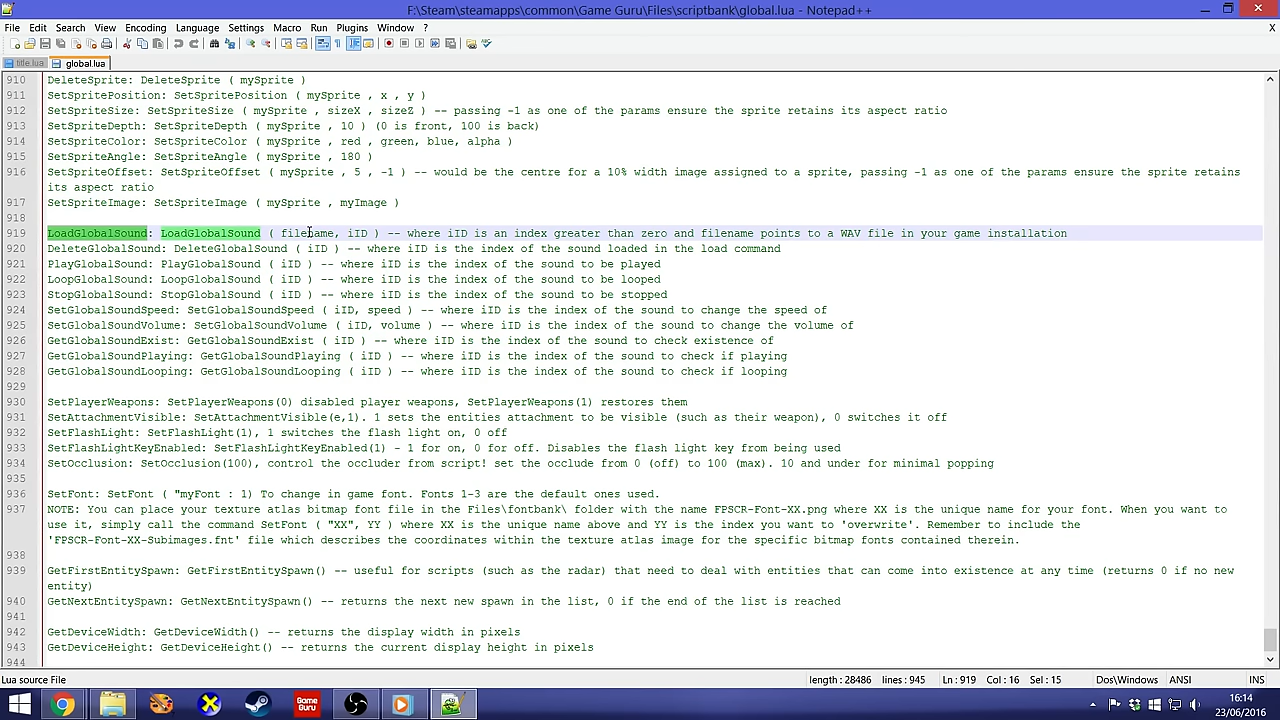 F:\Steam\steamapps\common\Game Guru\Files\scriptbank\global.lua - Notepad++
File Edit Search View Encoding Language Settings Macro Run Plugins Window ? X
title.lua global.lua
910 DeleteSprite: DeleteSprite ( mySprite )
911 SetSpritePosition: SetSpritePosition ( mySprite , x , y )
912 SetSpriteSize: SetSpriteSize ( mySprite , sizeX , sizeZ ) -- passing -1 as one of the params ensure the sprite retains its aspect ratio
913 SetSpriteDepth: SetSpriteDepth ( mySprite , 10 ) (0 is front, 100 is back)
914 SetSpriteColor: SetSpriteColor ( mySprite , red , green, blue, alpha )
915 SetSpriteAngle: SetSpriteAngle ( mySprite , 180 )
916 SetSpriteOffset: SetSpriteOffset ( mySprite , 5 , -1 ) -- would be the centre for a 10% width image assigned to a sprite, passing -1 as one of the params ensure the sprite retains
its aspect ratio
917 SetSpriteImage: SetSpriteImage ( mySprite , myImage )
918
919 LoadGlobalSound: LoadGlobalSound ( filename, iID ) -- where iID is an index greater than zero and filename points to a WAV file in your game installation
920 DeleteGlobalSound: DeleteGlobalSound ( iID ) -- where iID is the index of the sound loaded in the load command
921 PlayGlobalSound: PlayGlobalSound ( iID ) -- where iID is the index of the sound to be played
922 LoopGlobalSound: LoopGlobalSound ( iID ) -- where iID is the index of the sound to be looped
923 StopGlobalSound: StopGlobalSound ( iID ) -- where iID is the index of the sound to be stopped
924 SetGlobalSoundSpeed: SetGlobalSoundSpeed ( iID, speed ) -- where iID is the index of the sound to change the speed of
925 SetGlobalSoundVolume: SetGlobalSoundVolume ( iID, volume ) -- where iID is the index of the sound to change the volume of
926 GetGlobalSoundExist: GetGlobalSoundExist ( iID ) -- where iID is the index of the sound to check existence of
927 GetGlobalSoundPlaying: GetGlobalSoundPlaying ( iID ) -- where iID is the index of the sound to check if playing
928 GetGlobalSoundLooping: GetGlobalSoundLooping ( iID ) -- where iID is the index of the sound to check if looping
929
930 SetPlayerWeapons: SetPlayerWeapons(0) disabled player weapons, SetPlayerWeapons(1) restores them
931 SetAttachmentVisible: SetAttachmentVisible(e,1). 1 sets the entities attachment to be visible (such as their weapon), 0 switches it off
932 SetFlashLight: SetFlashLight(1), 1 switches the flash light on, 0 off
933 SetFlashLightKeyEnabled: SetFlashLightKeyEnabled(1) - 1 for on, 0 for off. Disables the flash light key from being used
934 SetOcclusion: SetOcclusion(100), control the occluder from script! set the occlude from 0 (off) to 100 (max). 10 and under for minimal popping
935
936 SetFont: SetFont ( "myFont : 1) To change in game font. Fonts 1-3 are the default ones used.
937 NOTE: You can place your texture atlas bitmap font file in the Files\fontbank\ folder with the name FPSCR-Font-XX.png where XX is the unique name for your font. When you want to
use it, simply call the command SetFont ( "XX", YY ) where XX is the unique name above and YY is the index you want to 'overwrite'. Remember to include the
'FPSCR-Font-XX-Subimages.fnt' file which describes the coordinates within the texture atlas image for the specific bitmap fonts contained therein.
938
939 GetFirstEntitySpawn: GetFirstEntitySpawn() -- useful for scripts (such as the radar) that need to deal with entities that can come into existence at any time (returns 0 if no new
entity)
940 GetNextEntitySpawn: GetNextEntitySpawn() -- returns the next new spawn in the list, 0 if the end of the list is reached
941
942 GetDeviceWidth: GetDeviceWidth() -- returns the display width in pixels
943 GetDeviceHeight: GetDeviceHeight() -- returns the current display height in pixels
944
Lua source File length : 28486 lines : 945 Ln : 919 Col : 16 Sel : 15 Dos\Windows ANSI INS
Game Guru
16:14
23/06/2016